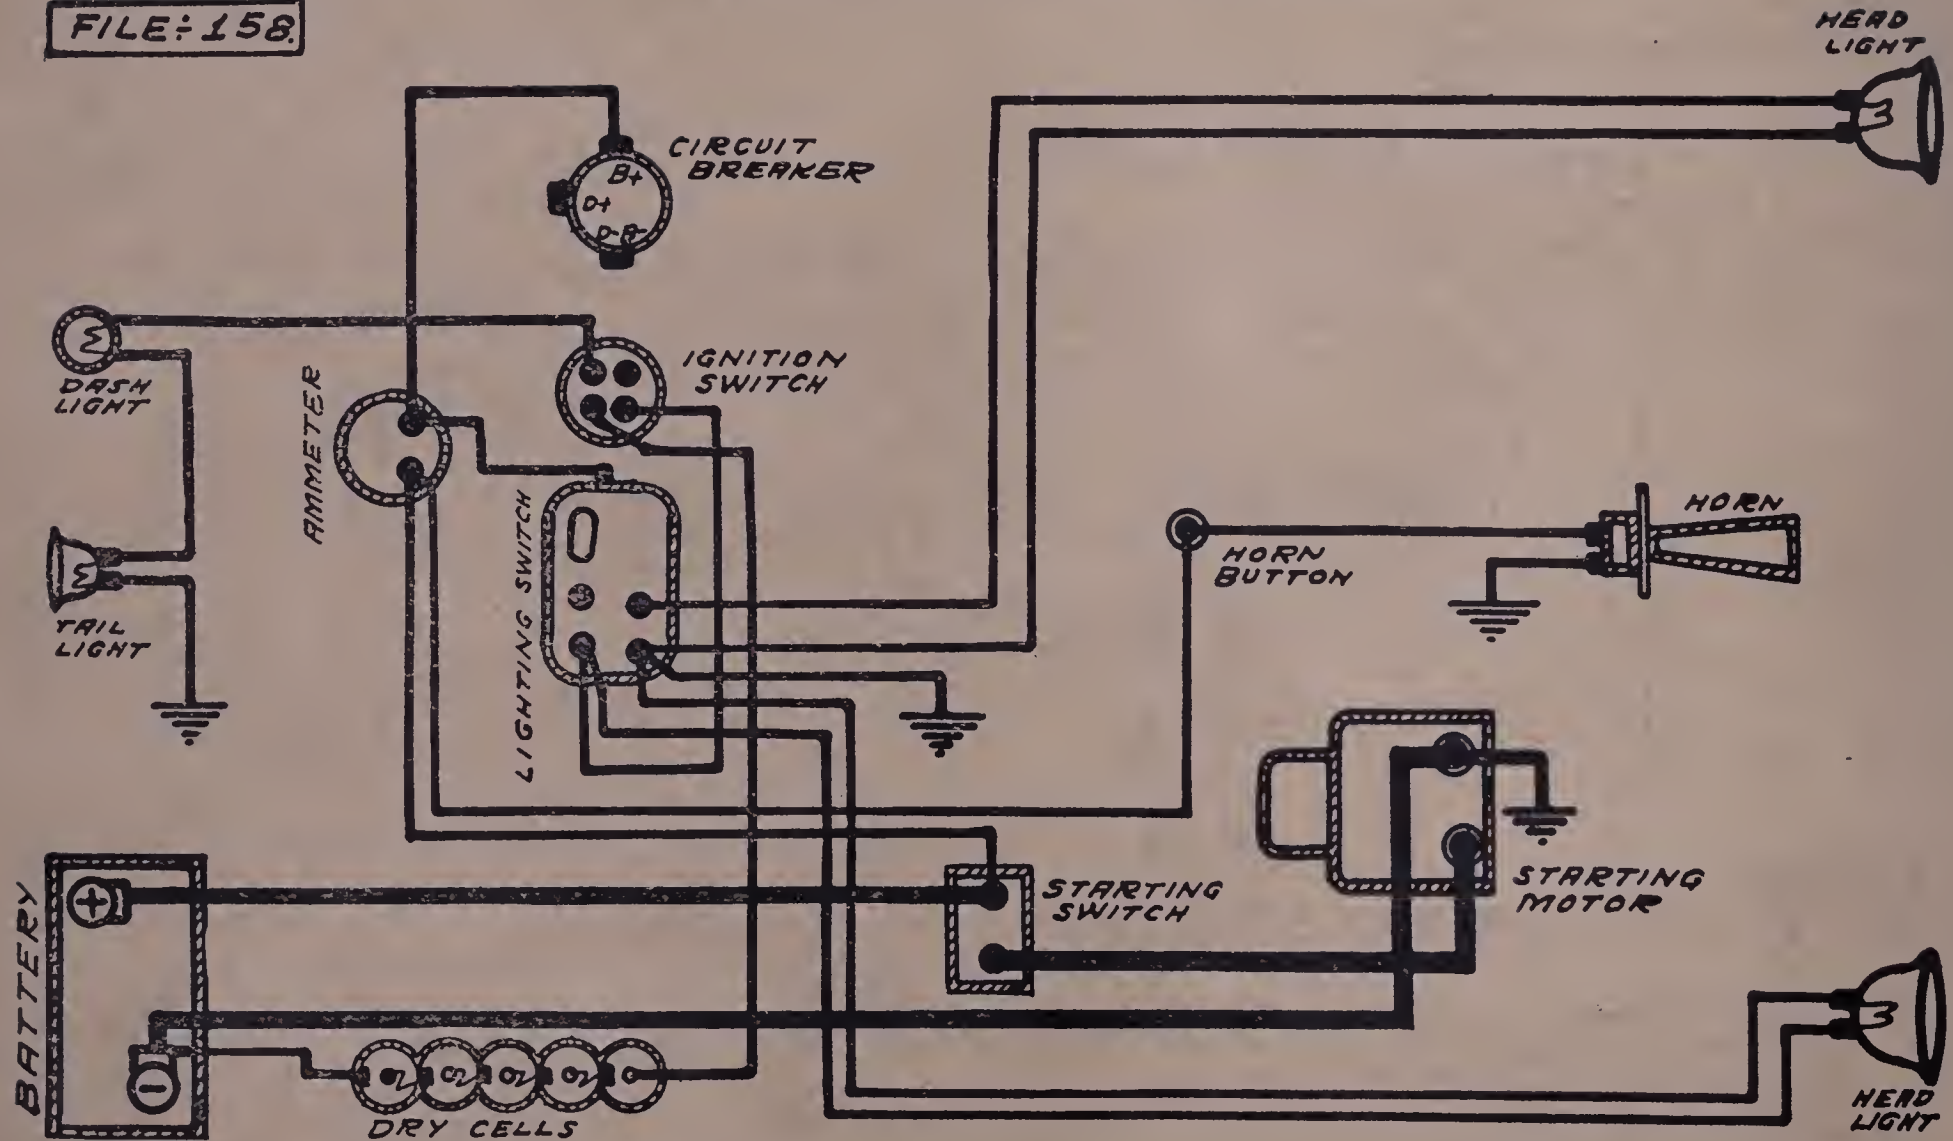 FILE÷158.
HEAD
LIGHT
CIRCUIT
BREAKER
B+
D+
D-B-
DASH
LIGHT
AMMETER
IGNITION
SWITCH
LIGHTING SWITCH
HORN
HORN
BUTTON
TAIL
LIGHT
BATTERY
+
STARTING
SWITCH
STARTING
MOTOR
-
DRY CELLS
HEAD
LIGHT